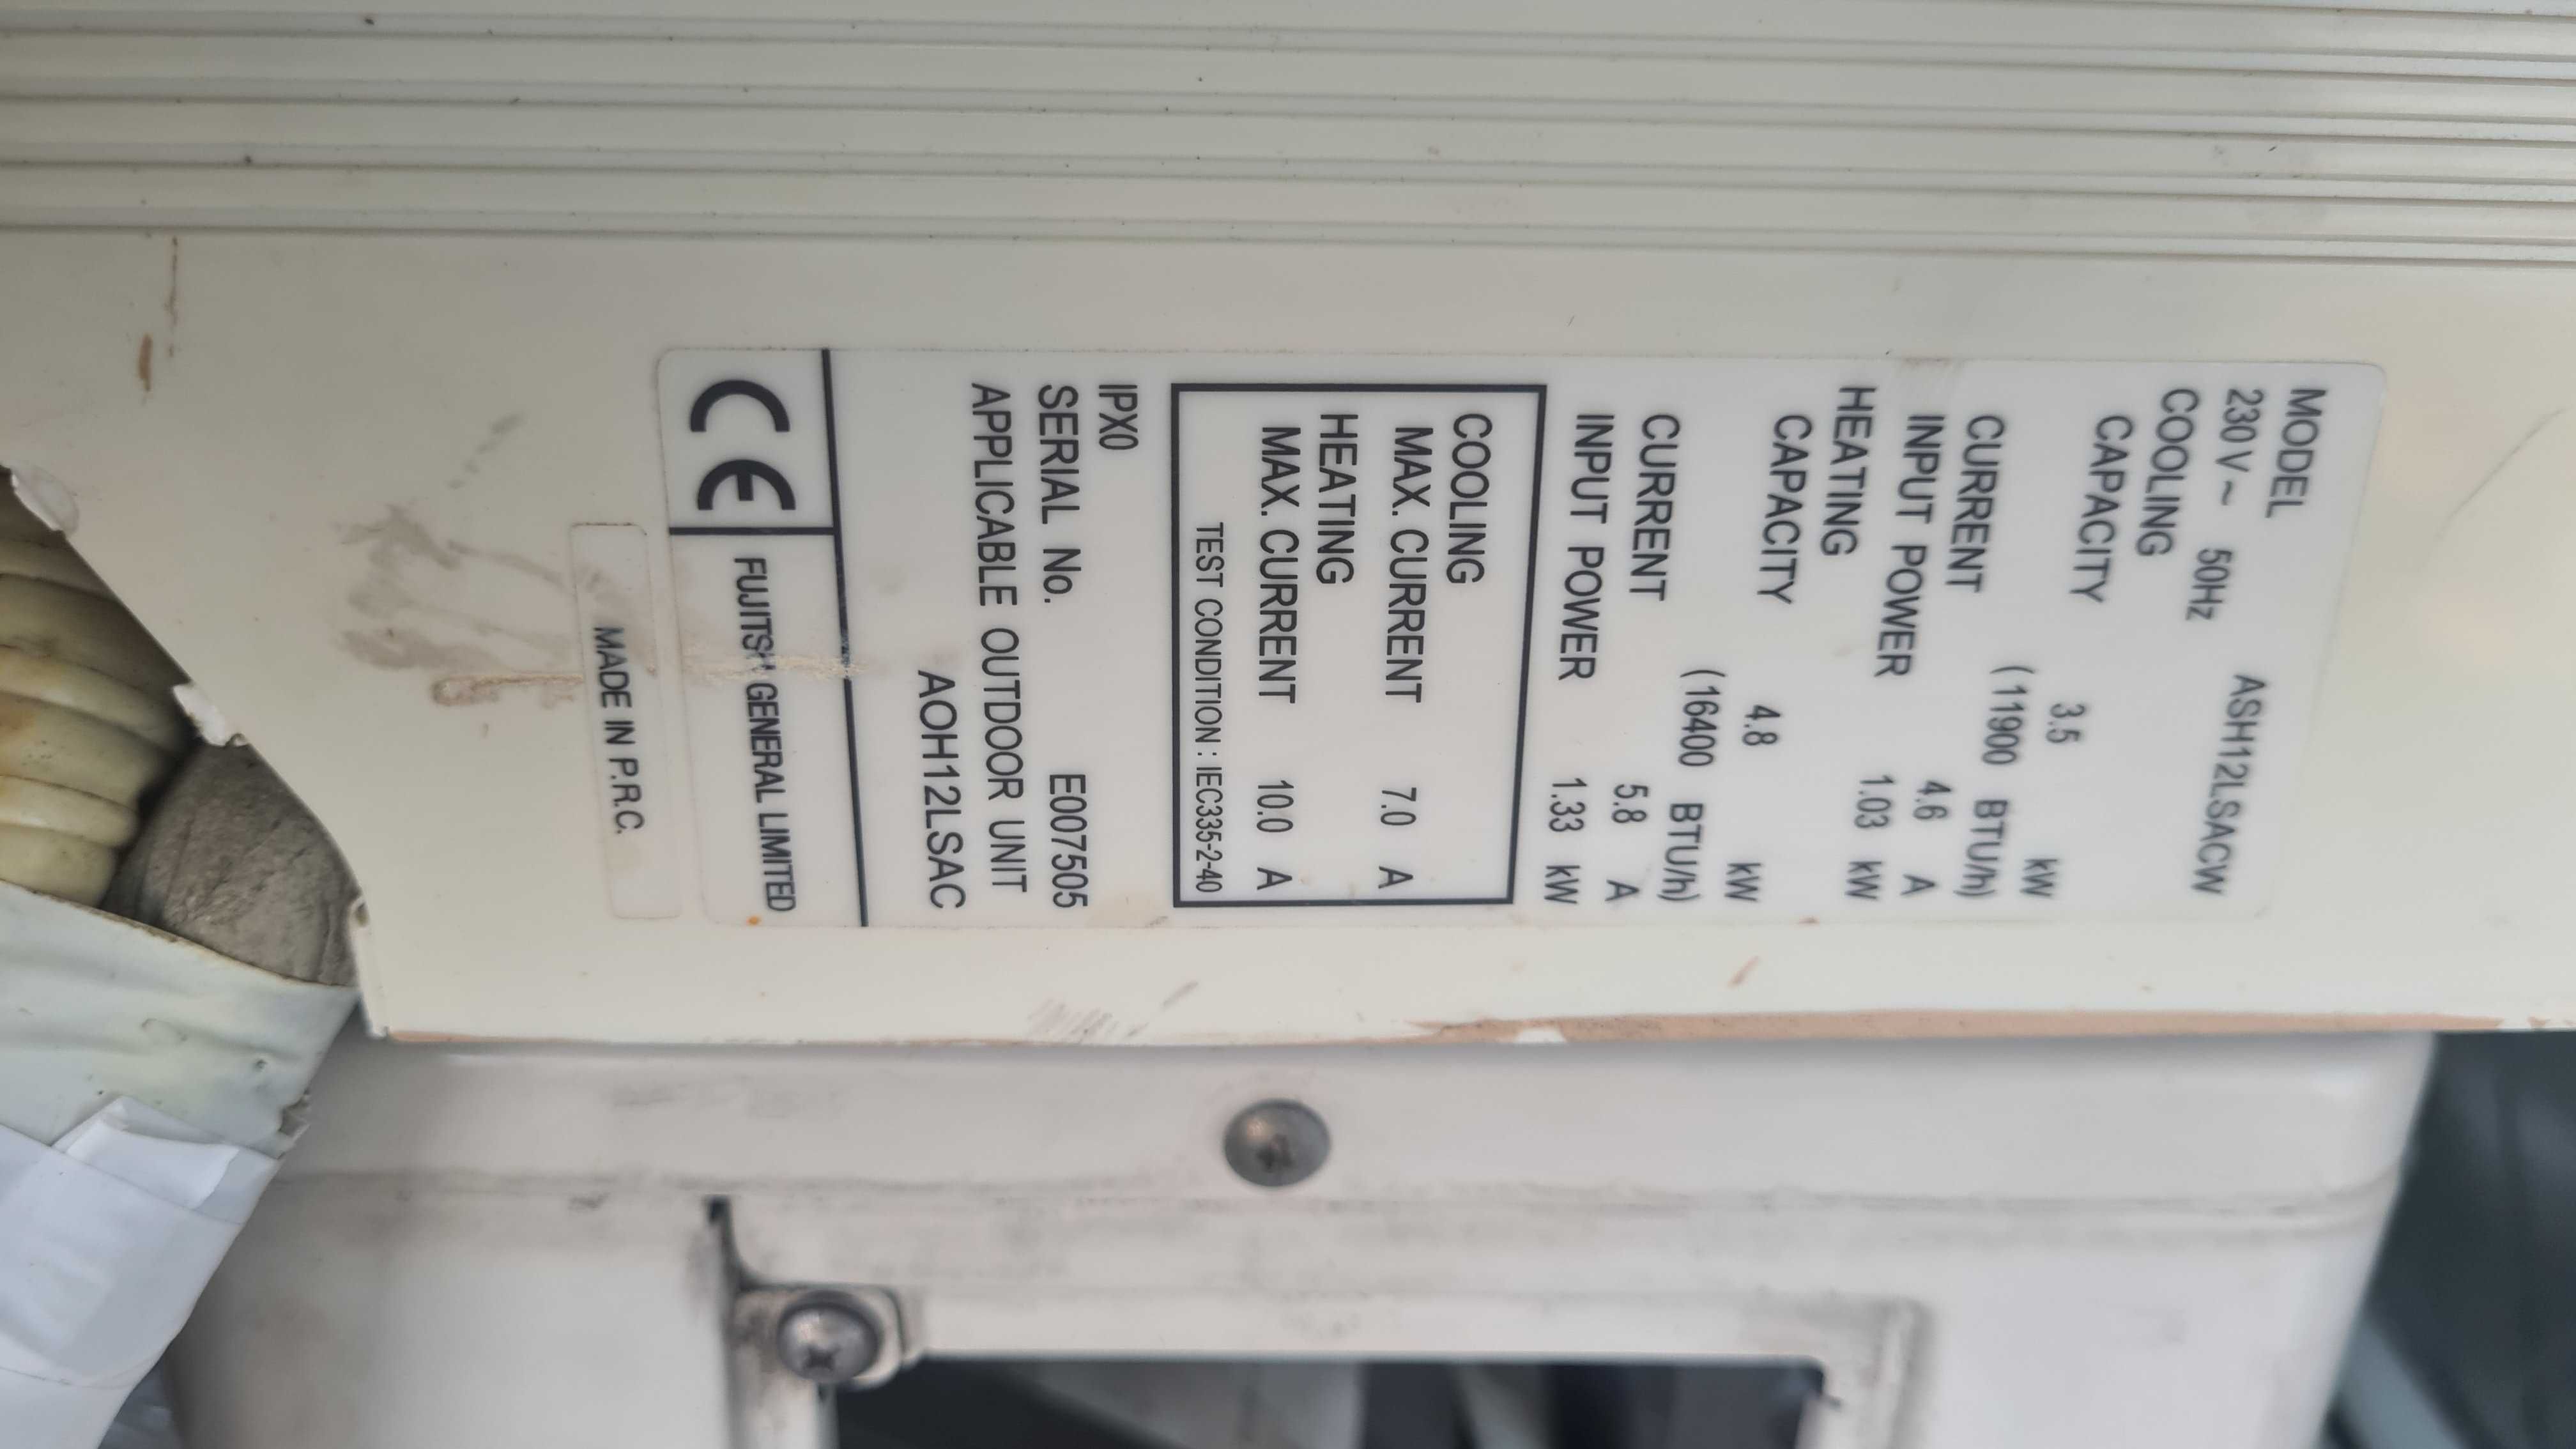 MODEL ASH12LSACW
230V~ 50Hz
COOLING
CAPACITY 3.5 kW
(11900 BTU/h)
CURRENT 4.6 A
INPUT POWER 1.03 kW
HEATING
CAPACITY 4.8 kW
(16400 BTU/h)
CURRENT 5.8 A
INPUT POWER 1.33 kW
COOLING
MAX. CURRENT 7.0 A
HEATING
MAX. CURRENT 10.0 A
TEST CONDITION : IEC335-2-40
IPX0
SERIAL No. E007505
APPLICABLE OUTDOOR UNIT
AOH12LSAC
CE FUJITSU GENERAL LIMITED
MADE IN P.R.C.